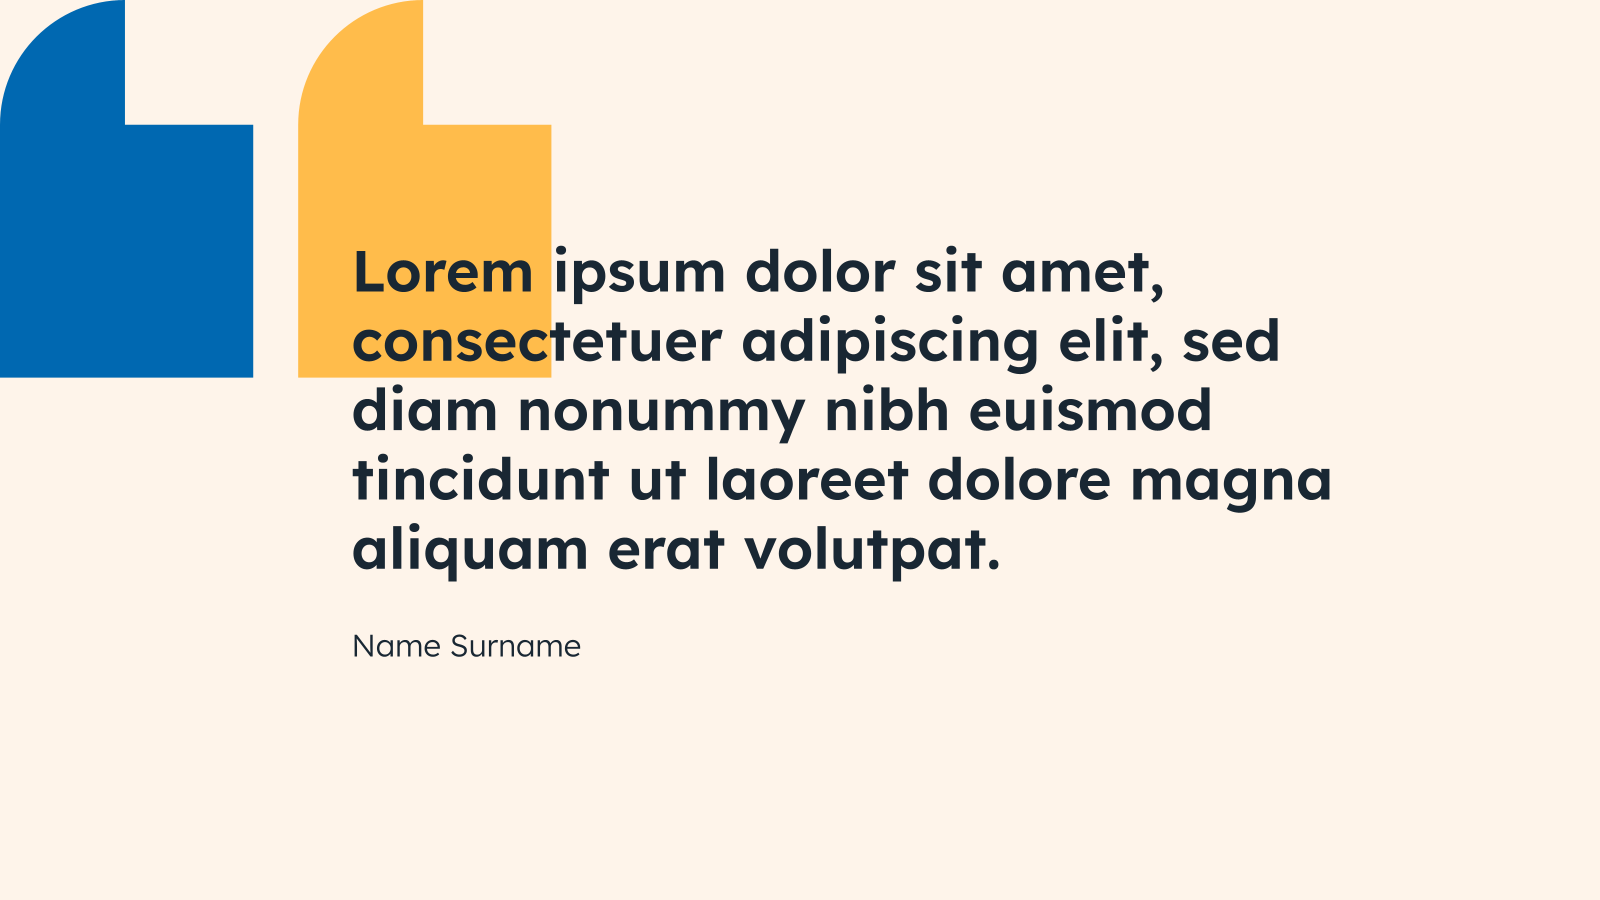 Lorem ipsum dolor sit amet,
consectetuer adipiscing elit, sed
diam nonummy nibh euismod
tincidunt ut laoreet dolore magna
aliquam erat volutpat.
Name Surname